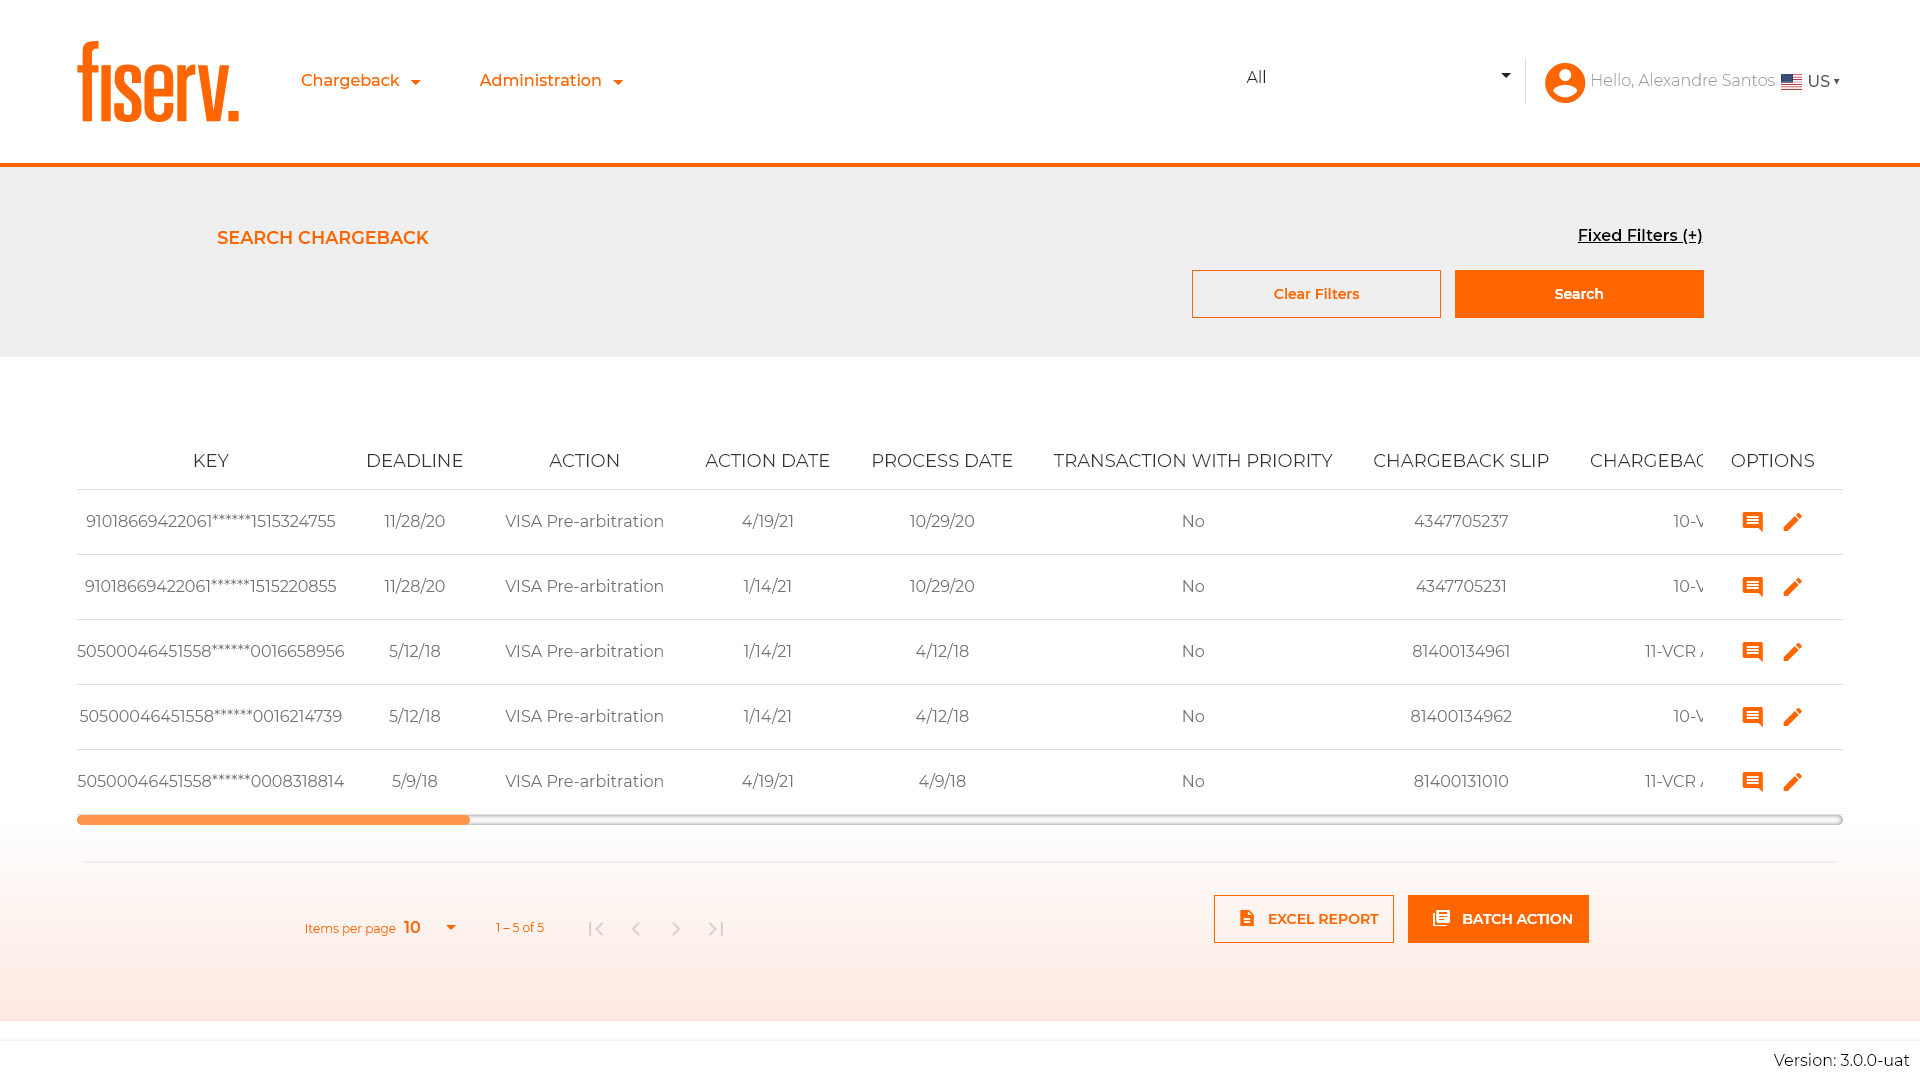 fiserv.
Chargeback
Administration
All
Hello, Alexandre Santos
US
SEARCH CHARGEBACK
Fixed Filters (+)
Clear Filters
Search
KEY DEADLINE ACTION ACTION DATE PROCESS DATE TRANSACTION WITH PRIORITY CHARGEBACK SLIP CHARGEBAC OPTIONS
91018669422061******1515324755 11/28/20 VISA Pre-arbitration 4/19/21 10/29/20 No 4347705237 10-V
91018669422061******1515220855 11/28/20 VISA Pre-arbitration 1/14/21 10/29/20 No 4347705231 10-V
50500046451558******0016658956 5/12/18 VISA Pre-arbitration 1/14/21 4/12/18 No 81400134961 11-VCR A
50500046451558******0016214739 5/12/18 VISA Pre-arbitration 1/14/21 4/12/18 No 81400134962 10-V
50500046451558******0008318814 5/9/18 VISA Pre-arbitration 4/19/21 4/9/18 No 81400131010 11-VCR A
Items per page 10
1 – 5 of 5
EXCEL REPORT
BATCH ACTION
Version: 3.0.0-uat